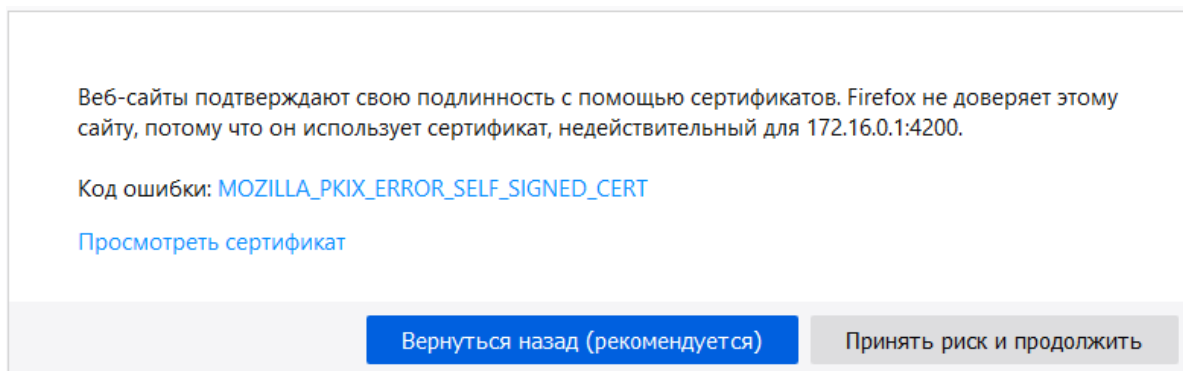 Веб-сайты подтверждают свою подлинность с помощью сертификатов. Firefox не доверяет этому
сайту, потому что он использует сертификат, недействительный для 172.16.0.1:4200.
Код ошибки: MOZILLA_PKIX_ERROR_SELF_SIGNED_CERT
Просмотреть сертификат
Вернуться назад (рекомендуется) Принять риск и продолжить